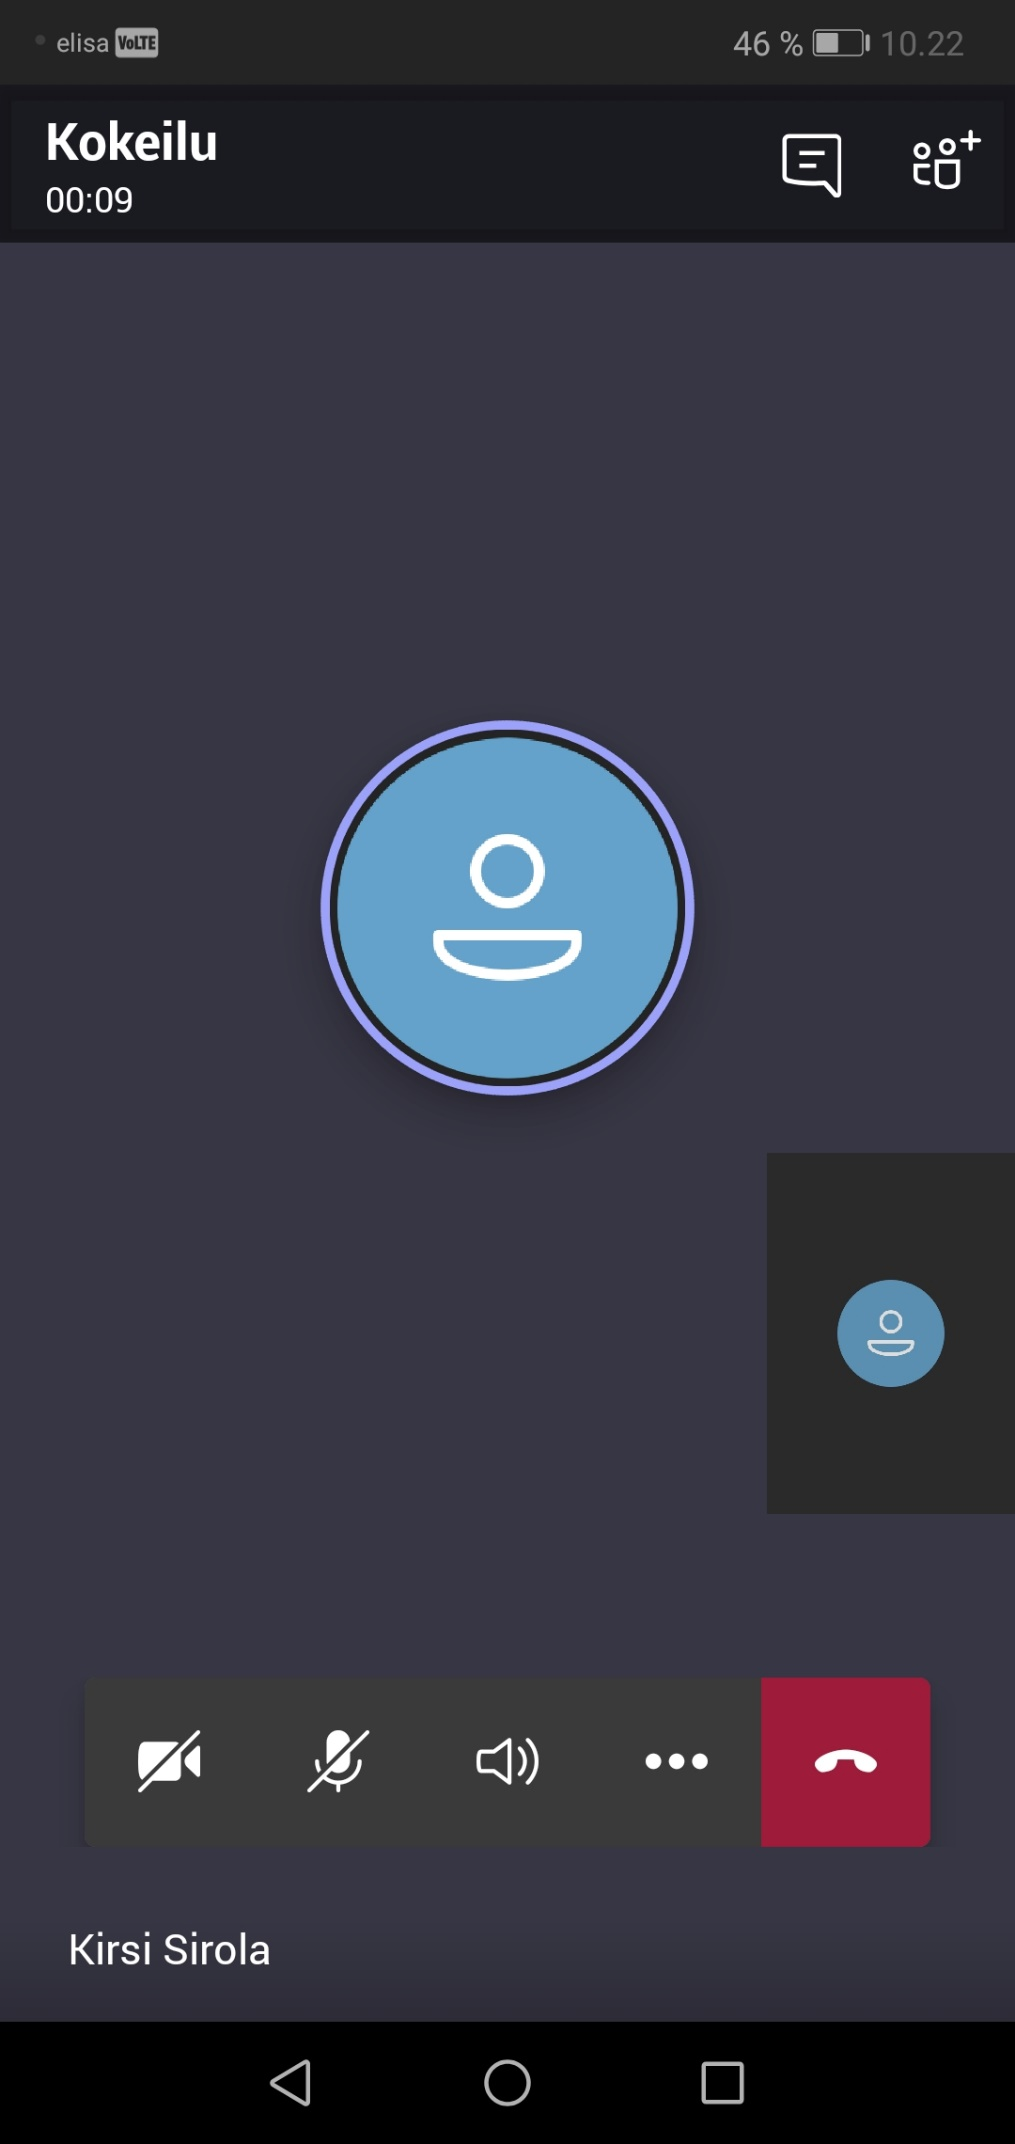 elisa VoLTE 46 % 10.22
Kokeilu
00:09
Kirsi Sirola